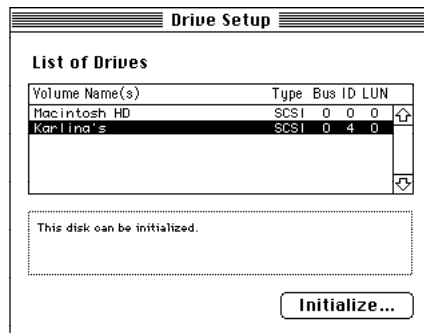 Drive Setup
List of Drives
Volume Name(s) Type Bus ID LUN
Macintosh HD SCSI 0 0 0
Karlina's SCSI 0 4 0
This disk can be initialized.
Initialize...